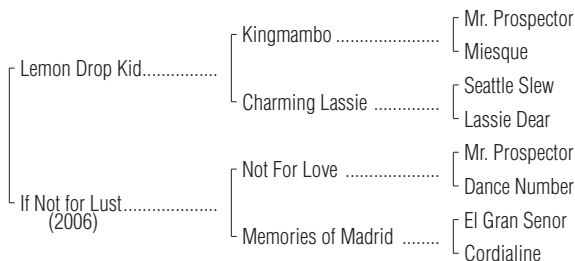 Mr. Prospector
Kingmambo ......................
Miesque
Lemon Drop Kid................
Seattle Slew
Charming Lassie ..............
Lassie Dear
Mr. Prospector
Not For Love ....................
Dance Number
If Not for Lust....................
(2006)
El Gran Senor
Memories of Madrid ........
Cordialine